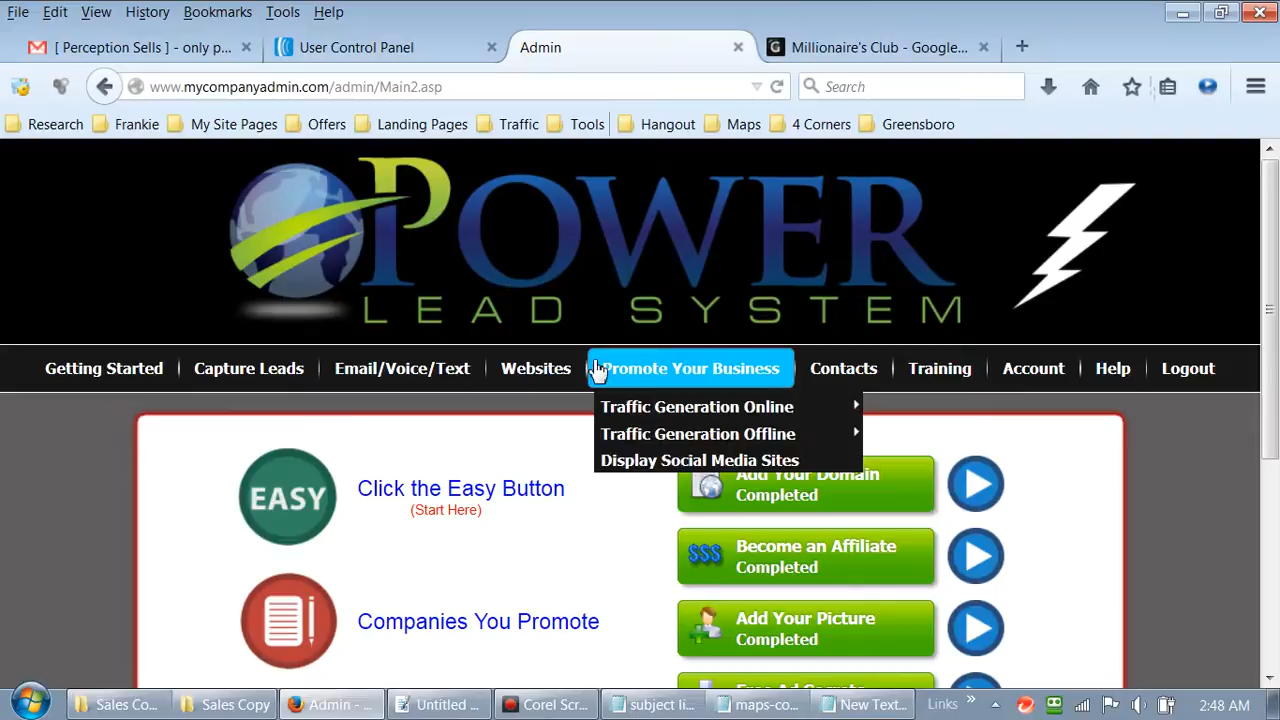 File Edit View History Bookmarks Tools Help
[ Perception Sells ] - only p... User Control Panel Admin Millionaire's Club - Google...
www.mycompanyadmin.com/admin/Main2.asp Search
Research Frankie My Site Pages Offers Landing Pages Traffic Tools Hangout Maps 4 Corners Greensboro
POWER
LEAD SYSTEM
Getting Started Capture Leads Email/Voice/Text Websites Promote Your Business Contacts Training Account Help Logout
Traffic Generation Online
Traffic Generation Offline
Display Social Media Sites
EASY
Click the Easy Button
(Start Here)
Add Your Domain
Completed
$$$
Become an Affiliate
Completed
Companies You Promote
Add Your Picture
Completed
Sales Co... Sales Copy Admin - ... Untitled ... Corel Scr... subject li... maps-co... New Text... Links » 2:48 AM